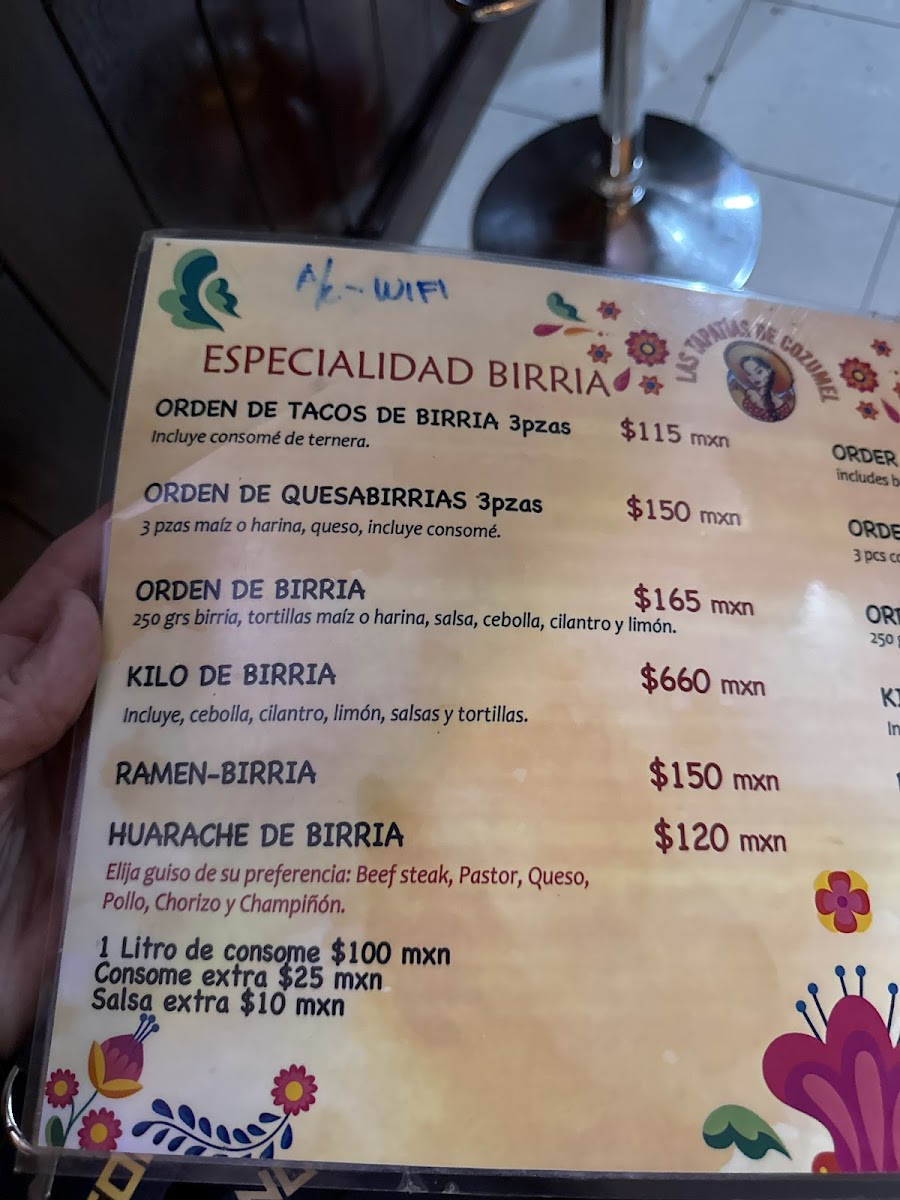 A/c - WIFI
LAS TAPATÍAS DE COZUMEL
ESPECIALIDAD BIRRIA
ORDEN DE TACOS DE BIRRIA 3pzas $115 mxn
Incluye consomé de ternera.
ORDEN DE QUESABIRRIAS 3pzas $150 mxn
3 pzas maíz o harina, queso, incluye consomé.
ORDEN DE BIRRIA $165 mxn
250 grs birria, tortillas maíz o harina, salsa, cebolla, cilantro y limón.
KILO DE BIRRIA $660 mxn
Incluye, cebolla, cilantro, limón, salsas y tortillas.
RAMEN-BIRRIA $150 mxn
HUARACHE DE BIRRIA $120 mxn
Elija guiso de su preferencia: Beef steak, Pastor, Queso,
Pollo, Chorizo y Champiñón.
1 Litro de consome $100 mxn
Consome extra $25 mxn
Salsa extra $10 mxn
ORDER
includes
3 pcs
250